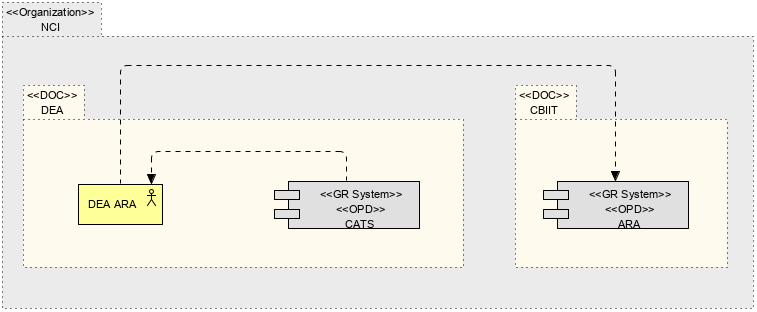 <<Organization>>
NCI
<<DOC>>
DEA
<<DOC>>
CBIIT
DEA ARA
<<GR System>>
<<OPD>>
CATS
<<GR System>>
<<OPD>>
ARA